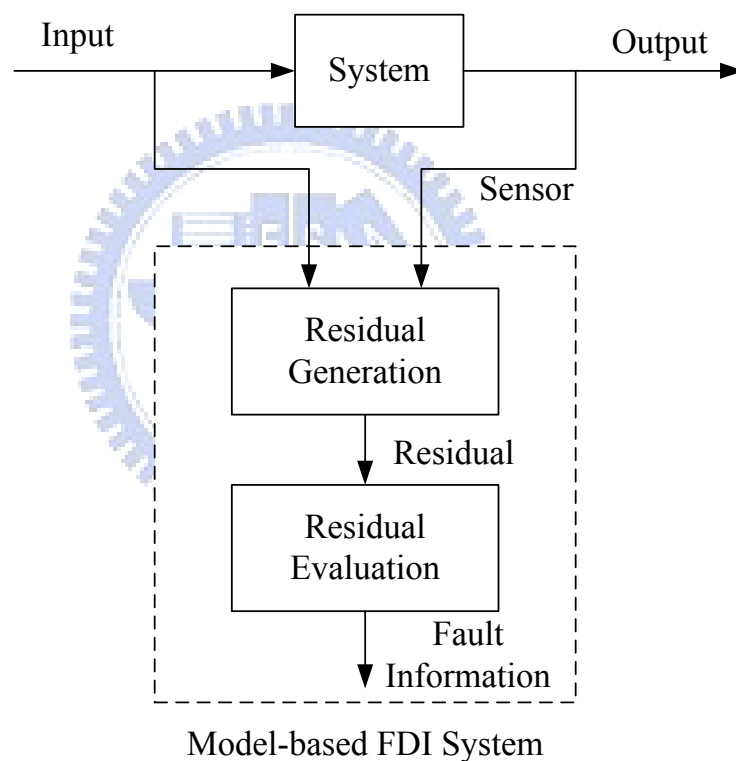 Input
System
Output
Sensor
Residual
Generation
Residual
Residual
Evaluation
Fault
Information
Model-based FDI System